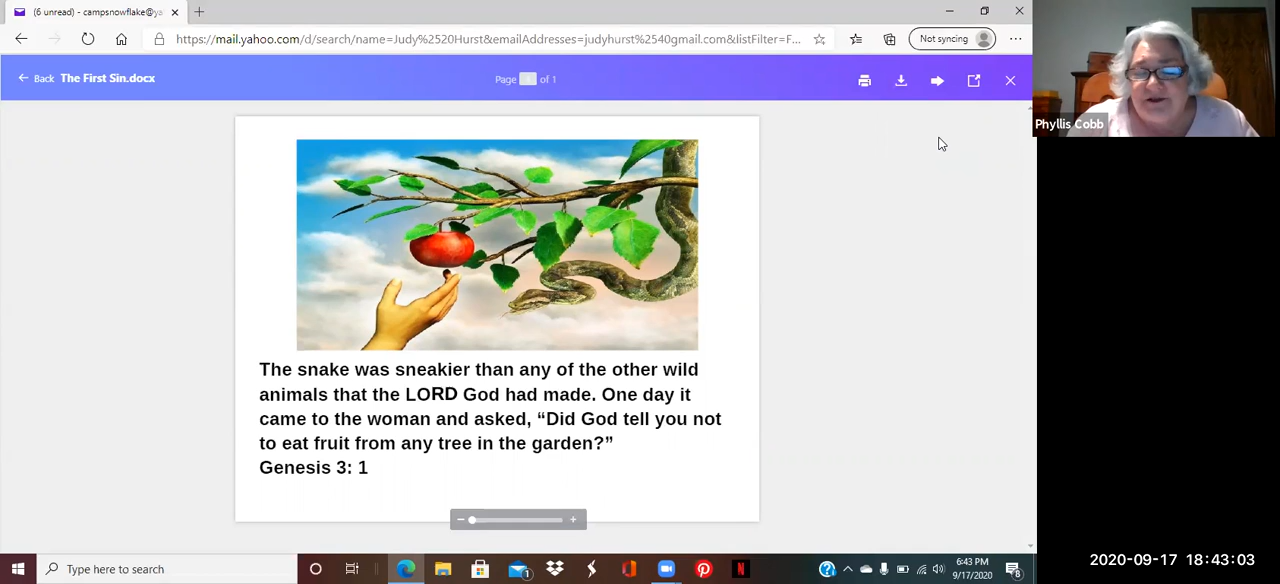 (6 unread) - campsnowflake@ya
https://mail.yahoo.com/d/search/name=Judy%2520Hurst&emailAddresses=judyhurst%2540gmail.com&listFilter=F...
Not syncing
Back The First Sin.docx
Page of 1
Phyllis Cobb
The snake was sneakier than any of the other wild
animals that the LORD God had made. One day it
came to the woman and asked, “Did God tell you not
to eat fruit from any tree in the garden?”
Genesis 3: 1
Type here to search
1
6:43 PM
9/17/2020
8
2020-09-17 18:43:03